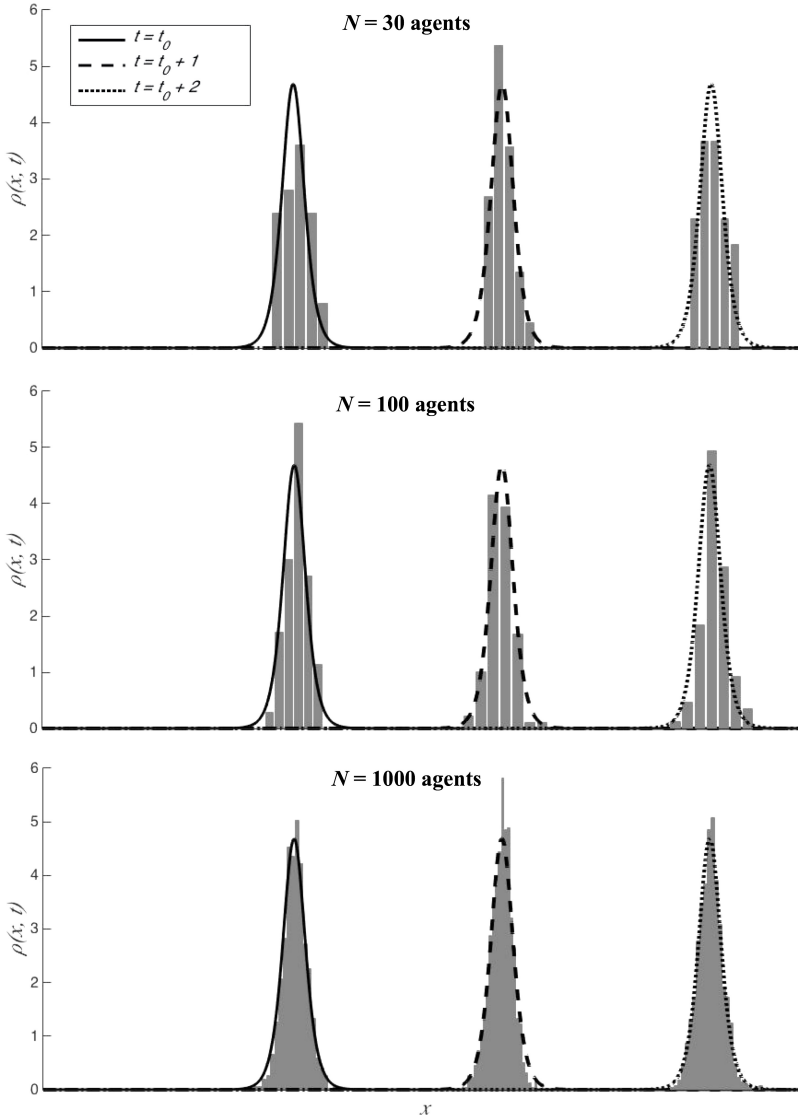 N = 30 agents
t = t0
t = t0 + 1
t = t0 + 2
6
5
4
3
2
1
0
ρ(x, t)
N = 100 agents
6
5
4
3
2
1
0
ρ(x, t)
N = 1000 agents
6
5
4
3
2
1
0
ρ(x, t)
x